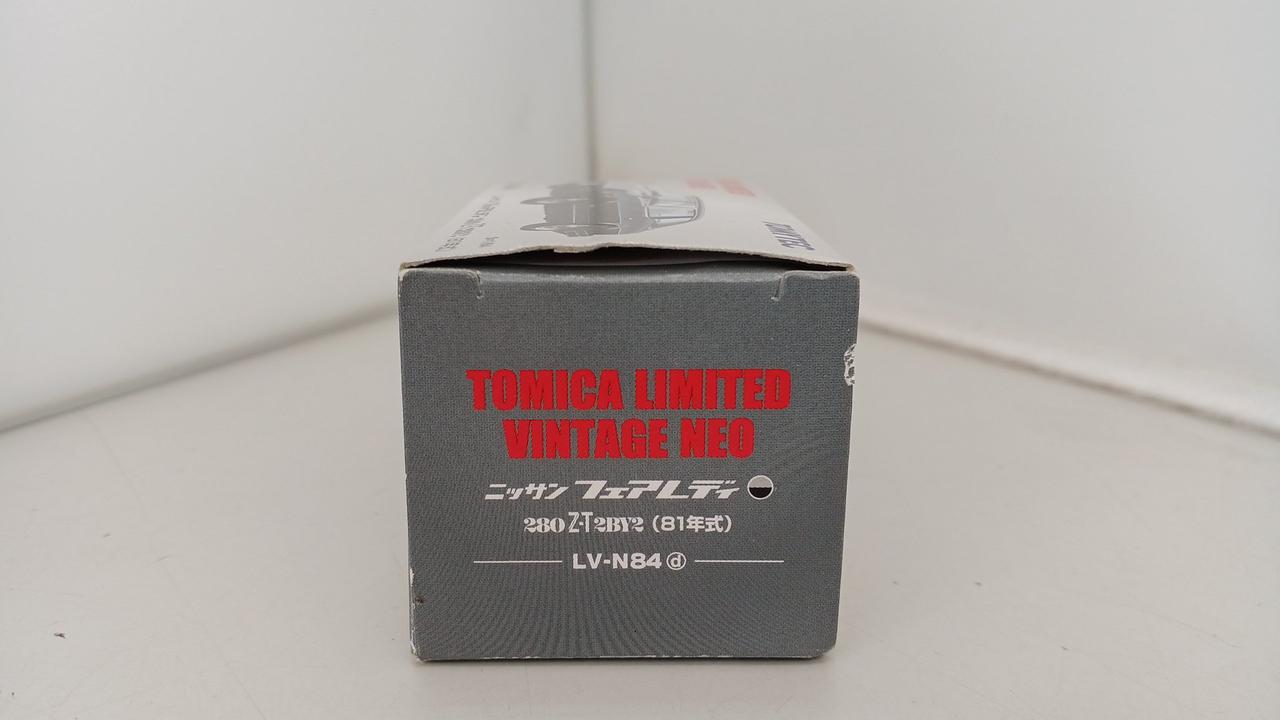 TOMICA LIMITED
VINTAGE NEO
ニッサン フェアレディ
280 Z-T 2BY2 (81年式)
LV-N84 ⓓ